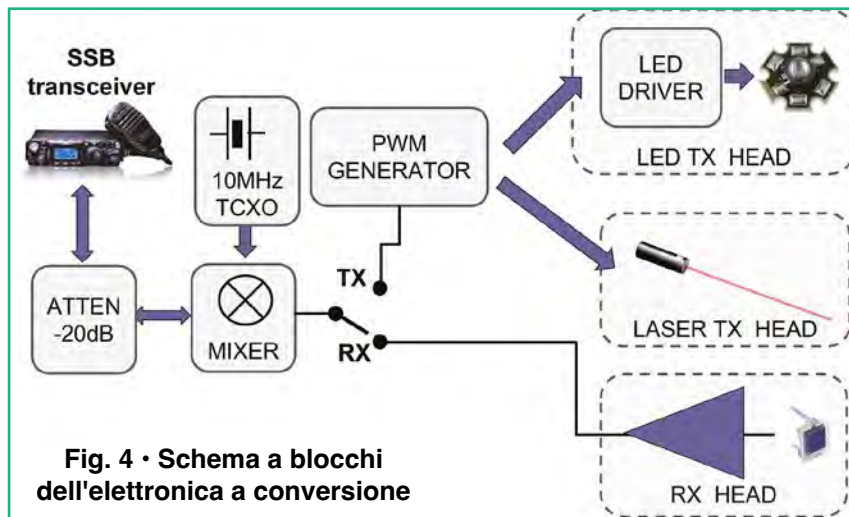 SSB
transceiver
10MHz
TCXO
PWM
GENERATOR
LED
DRIVER
LED TX HEAD
ATTEN
-20dB
MIXER
TX
RX
LASER TX HEAD
RX HEAD
Fig. 4 · Schema a blocchi
dell'elettronica a conversione